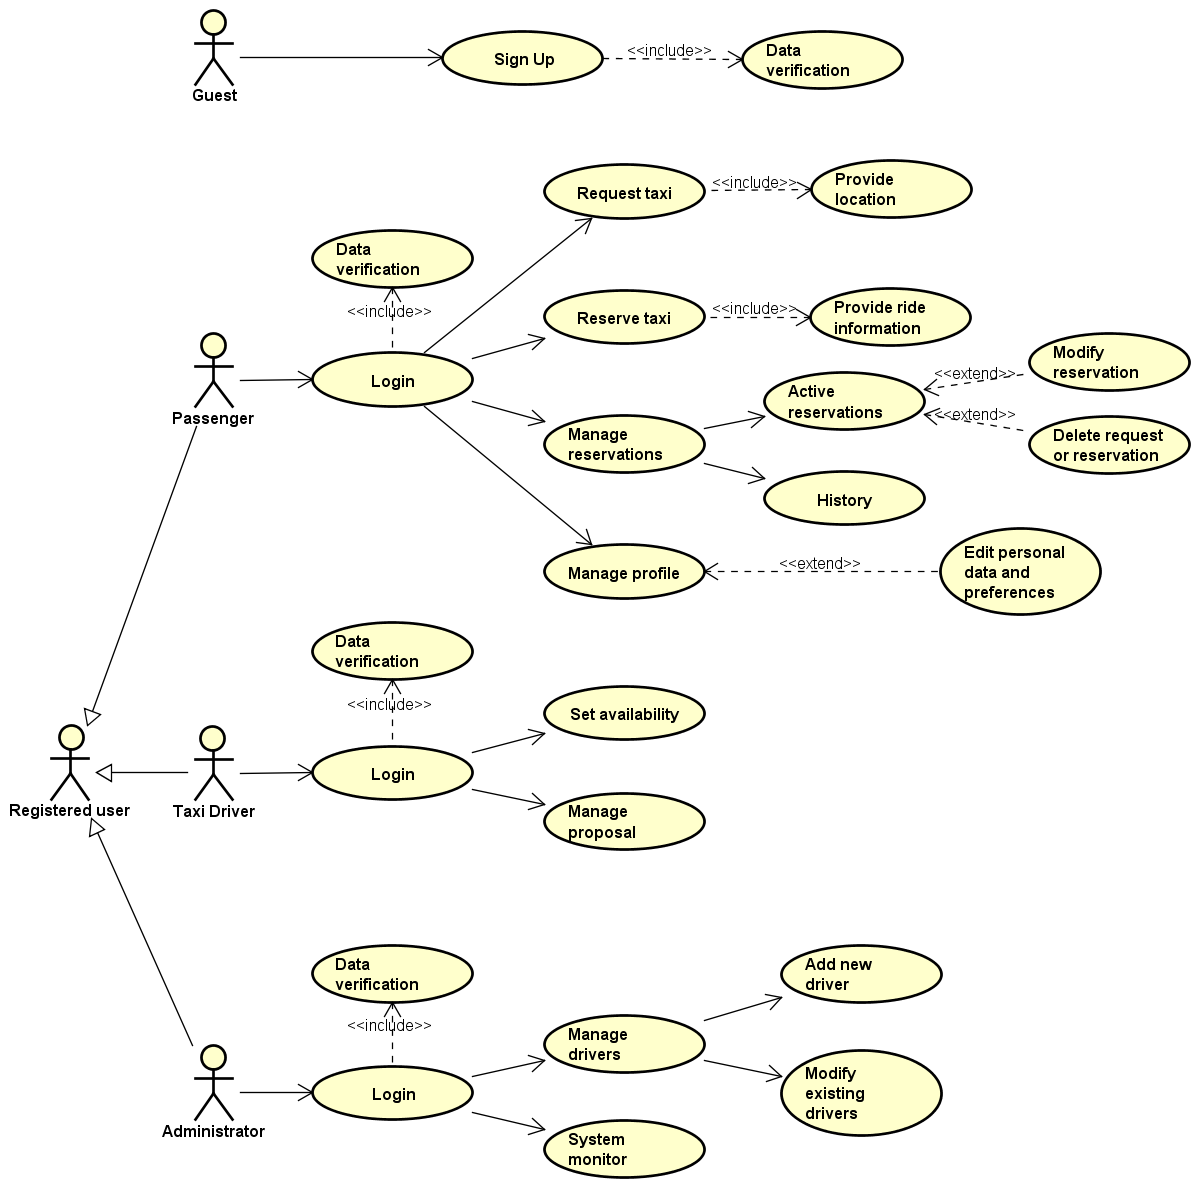 Guest
Sign Up
<<include>>
Data
verification
Request taxi
<<include>>
Provide
location
Data
verification
<<include>>
Reserve taxi
<<include>>
Provide ride
information
Passenger
Login
Manage
reservations
Active
reservations
<<extend>>
Modify
reservation
<<extend>>
Delete request
or reservation
History
Manage profile
<<extend>>
Edit personal
data and
preferences
Data
verification
<<include>>
Registered user
Taxi Driver
Login
Set availability
Manage
proposal
Data
verification
<<include>>
Administrator
Login
Manage
drivers
Add new
driver
Modify
existing
drivers
System
monitor